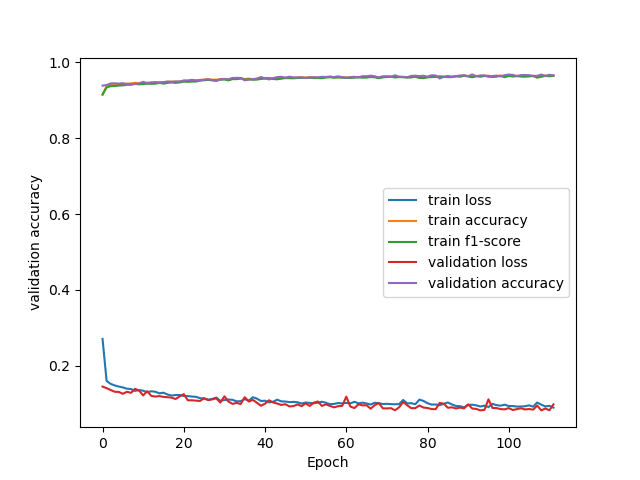 1.0
0.8
0.6
0.4
0.2
validation accuracy
train loss
train accuracy
train f1-score
validation loss
validation accuracy
0 20 40 60 80 100
Epoch